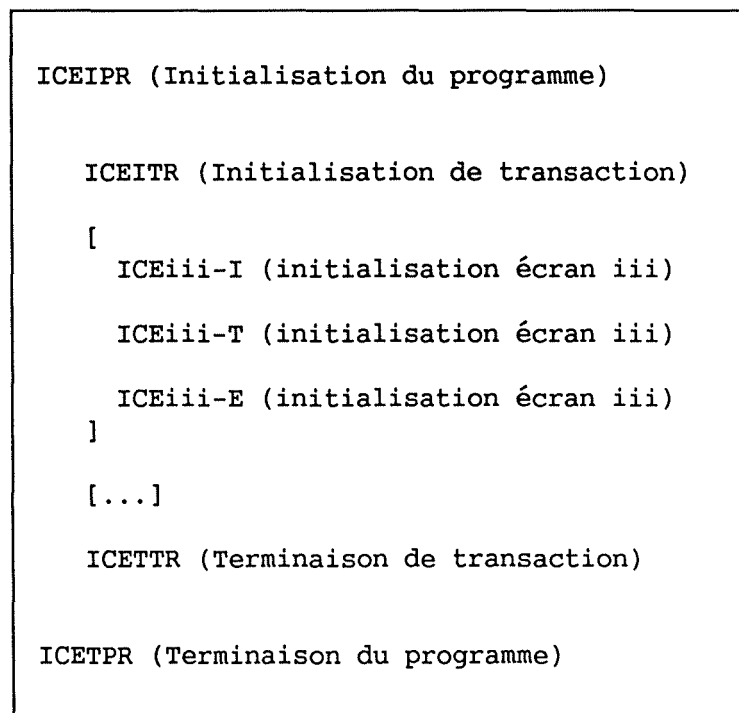 ICEIPR (Initialisation du programme)
ICEITR (Initialisation de transaction)
[
ICEiii-I (initialisation écran iii)
ICEiii-T (initialisation écran iii)
ICEiii-E (initialisation écran iii)
]
[...]
ICETTR (Terminaison de transaction)
ICETPR (Terminaison du programme)